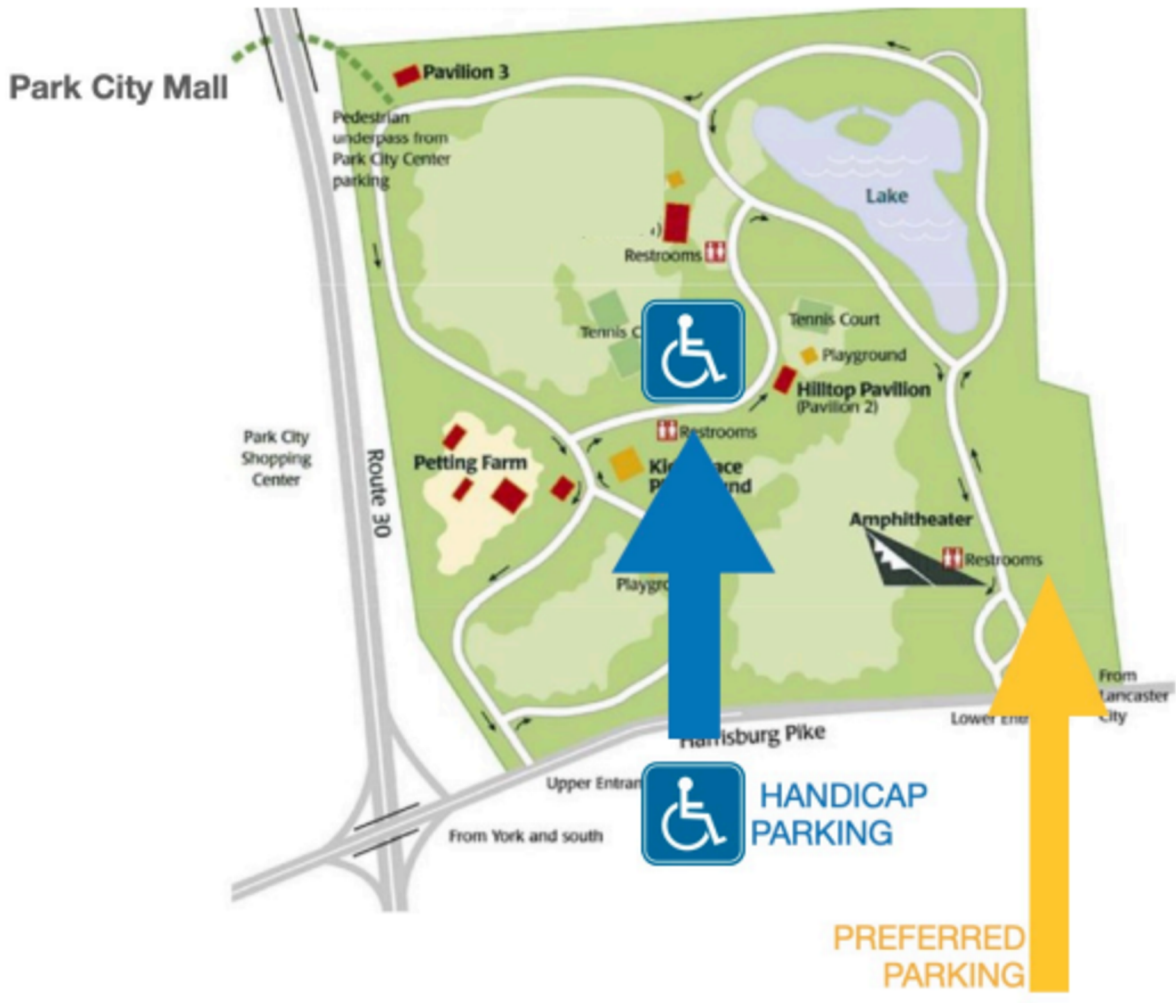 Park City Mall
Pavilion 3
Pedestrian
underpass from
Park City Center
parking
Lake
Restrooms
Tennis
Tennis Court
Playground
Hilltop Pavilion
(Pavilion 2)
Restrooms
Park City
Shopping
Center
Route 30
Petting Farm
Amphitheater
Restrooms
From
Lancaster
City
Lower
Harrisburg Pike
Upper
From York and south
HANDICAP
PARKING
PREFERRED
PARKING